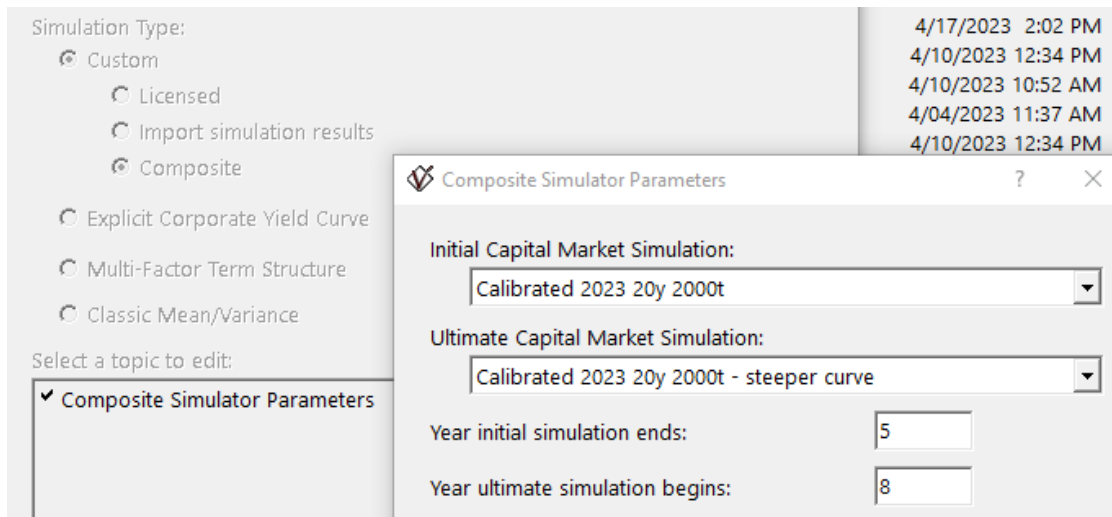 Simulation Type:
Custom
Licensed
Import simulation results
Composite
Explicit Corporate Yield Curve
Multi-Factor Term Structure
Classic Mean/Variance
Select a topic to edit:
Composite Simulator Parameters
4/17/2023 2:02 PM
4/10/2023 12:34 PM
4/10/2023 10:52 AM
4/04/2023 11:37 AM
4/10/2023 12:34 PM
Composite Simulator Parameters ?
Initial Capital Market Simulation:
Calibrated 2023 20y 2000t
Ultimate Capital Market Simulation:
Calibrated 2023 20y 2000t - steeper curve
Year initial simulation ends: 5
Year ultimate simulation begins: 8